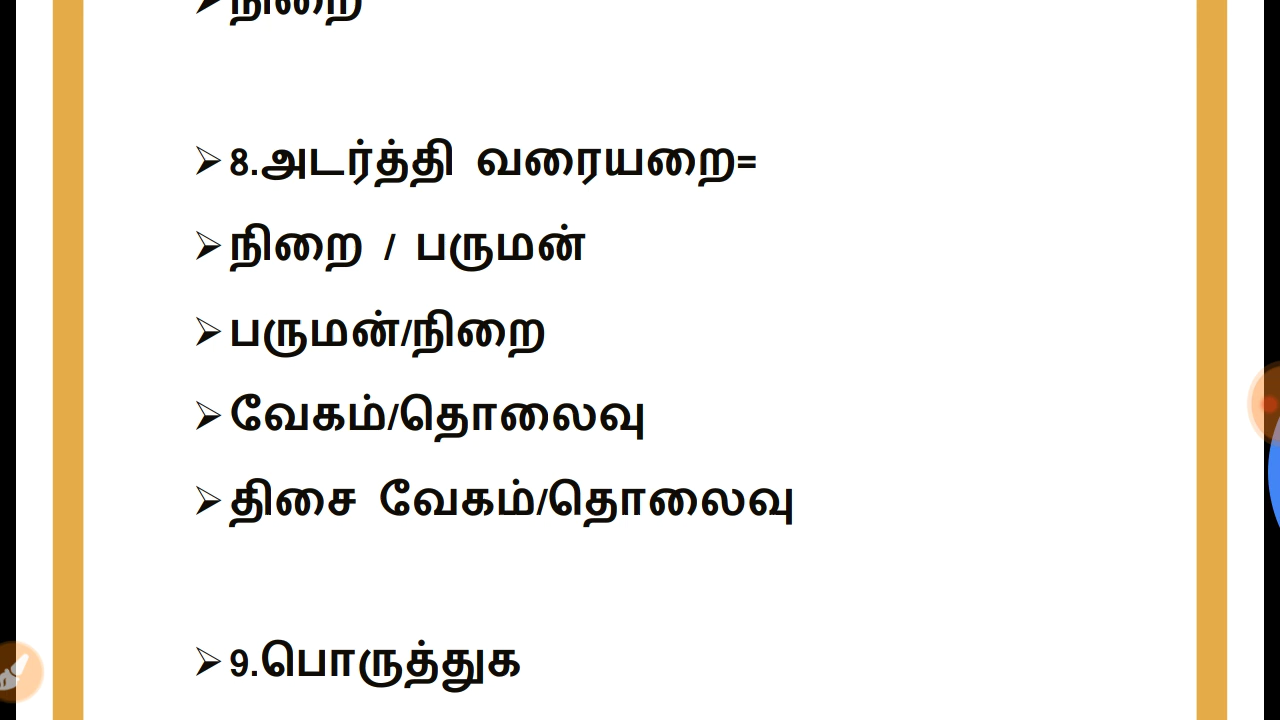 ➢நிறை
➢8.அடர்த்தி வரையறை=
➢நிறை / பருமன்
➢பருமன்/நிறை
➢வேகம்/தொலைவு
➢திசை வேகம்/தொலைவு
➢9.பொருத்துக